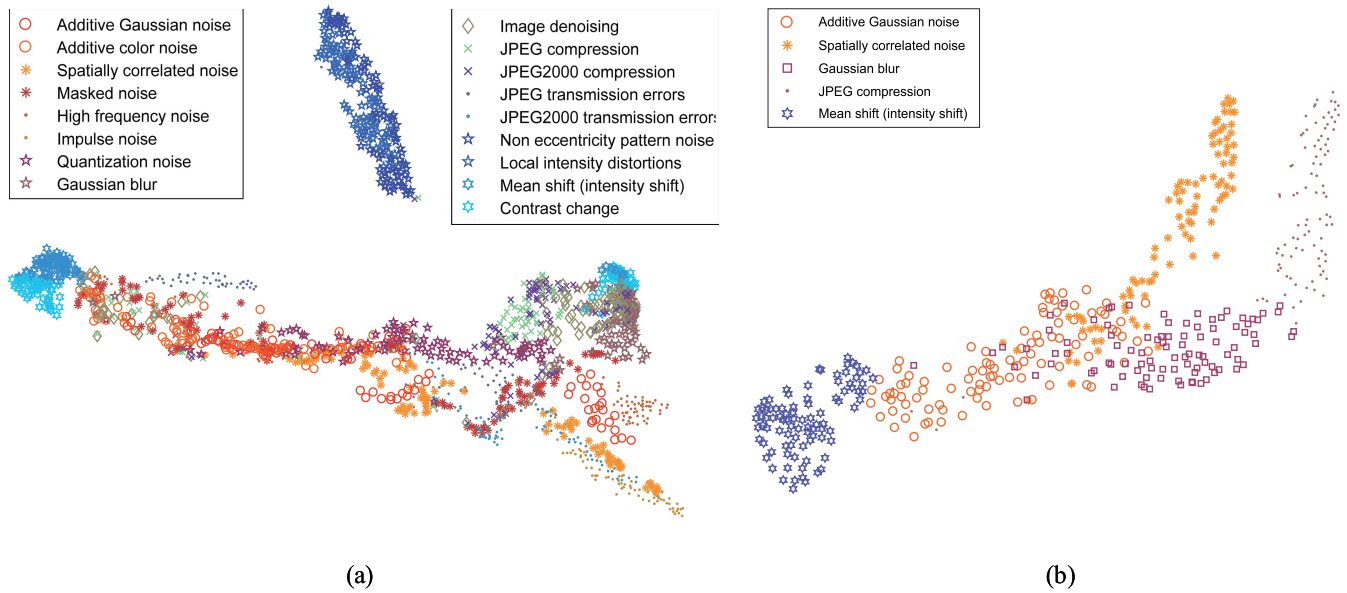 Additive Gaussian noise
Additive color noise
Spatially correlated noise
Masked noise
High frequency noise
Impulse noise
Quantization noise
Gaussian blur
Image denoising
JPEG compression
JPEG2000 compression
JPEG transmission errors
JPEG2000 transmission errors
Non eccentricity pattern noise
Local intensity distortions
Mean shift (intensity shift)
Contrast change
Additive Gaussian noise
Spatially correlated noise
Gaussian blur
JPEG compression
Mean shift (intensity shift)
(a)
(b)